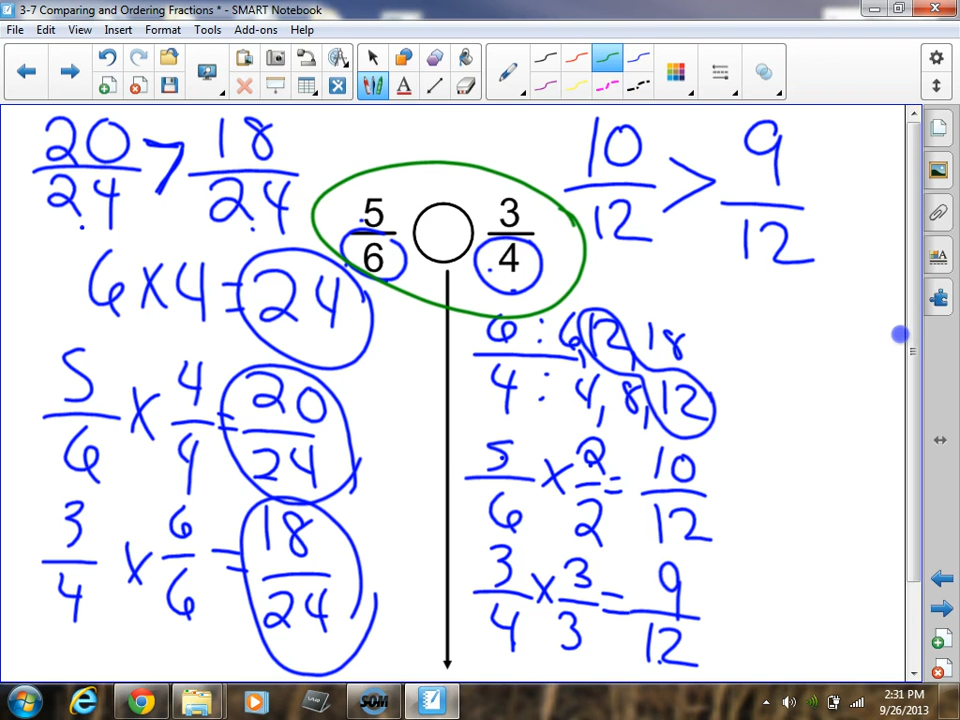 3-7 Comparing and Ordering Fractions * - SMART Notebook
File Edit View Insert Format Tools Add-ons Help
20/24 > 18/24
5/6 3/4
10/12 > 9/12
6 x 4 = 24
5/6 x 4/4 = 20/24
3/4 x 6/6 = 18/24
6 : 6, 12, 18
4 : 4, 8, 12
5/6 x 2/2 = 10/12
3/4 x 3/3 = 9/12
SOM
2:31 PM
9/26/2013